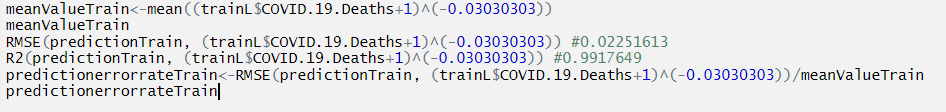 meanValueTrain<-mean((trainL$COVID.19.Deaths+1)^(-0.03030303))
meanValueTrain
RMSE(predictionTrain, (trainL$COVID.19.Deaths+1)^(-0.03030303)) #0.02251613
R2(predictionTrain, (trainL$COVID.19.Deaths+1)^(-0.03030303)) #0.9917649
predictionerrorrateTrain<-RMSE(predictionTrain, (trainL$COVID.19.Deaths+1)^(-0.03030303))/meanValueTrain
predictionerrorrateTrain